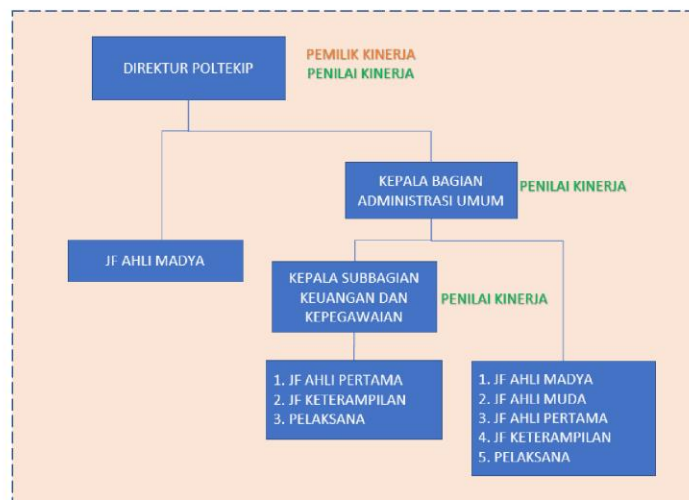 DIREKTUR POLTEKIP
PEMILIK KINERJA
PENILAI KINERJA
KEPALA BAGIAN
ADMINISTRASI UMUM
PENILAI KINERJA
JF AHLI MADYA
KEPALA SUBBAGIAN
KEUANGAN DAN
KEPEGAWAIAN
PENILAI KINERJA
1. JF AHLI PERTAMA
2. JF KETERAMPILAN
3. PELAKSANA
1. JF AHLI MADYA
2. JF AHLI MUDA
3. JF AHLI PERTAMA
4. JF KETERAMPILAN
5. PELAKSANA